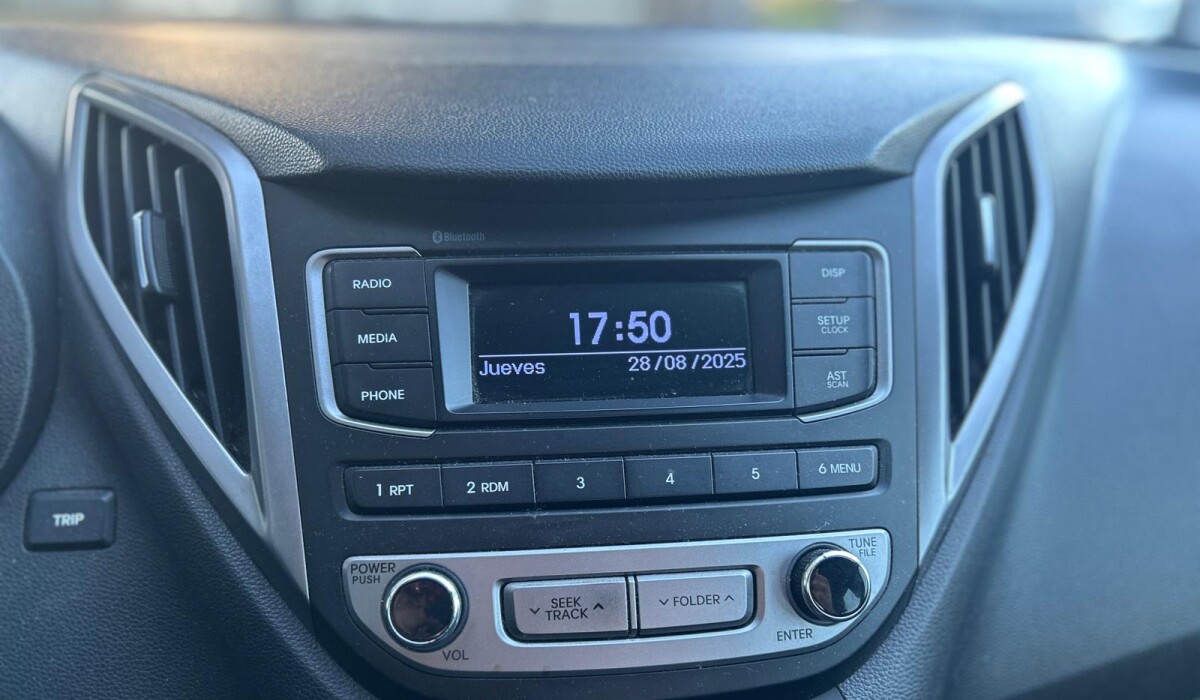 Bluetooth
RADIO
MEDIA
PHONE
17:50
Jueves 28/08/2025
DISP
SETUP
CLOCK
AST
SCAN
1 RPT
2 RDM
3
4
5
6 MENU
TRIP
POWER
PUSH
VOL
SEEK
TRACK
FOLDER
TUNE
FILE
ENTER